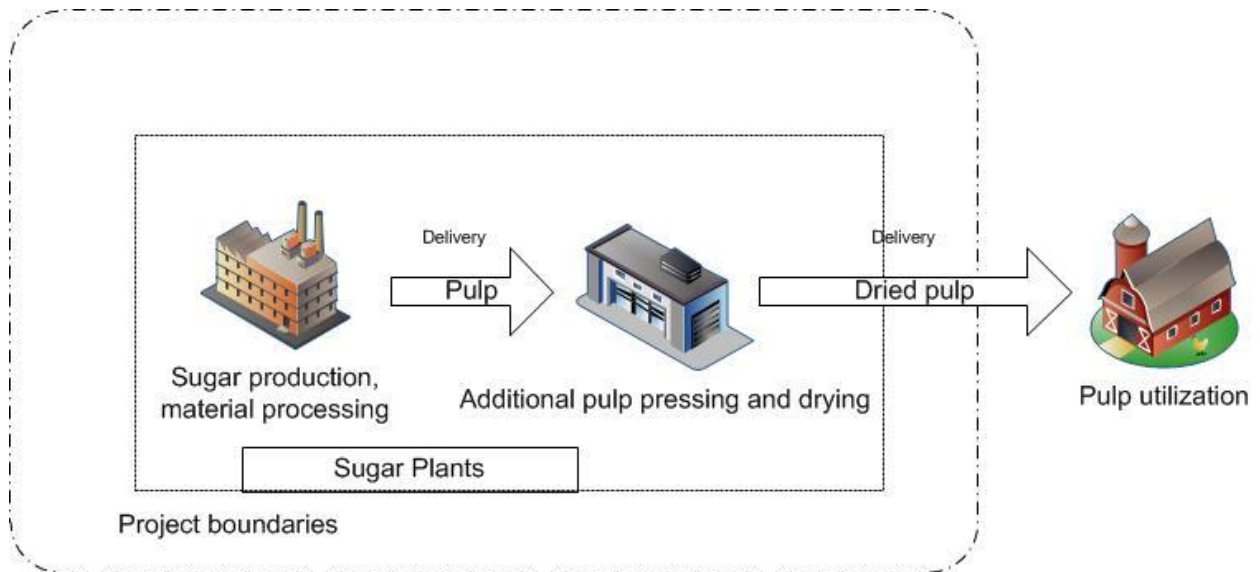 Delivery
Pulp
Delivery
Dried pulp
Sugar production,
material processing
Additional pulp pressing and drying
Pulp utilization
Sugar Plants
Project boundaries